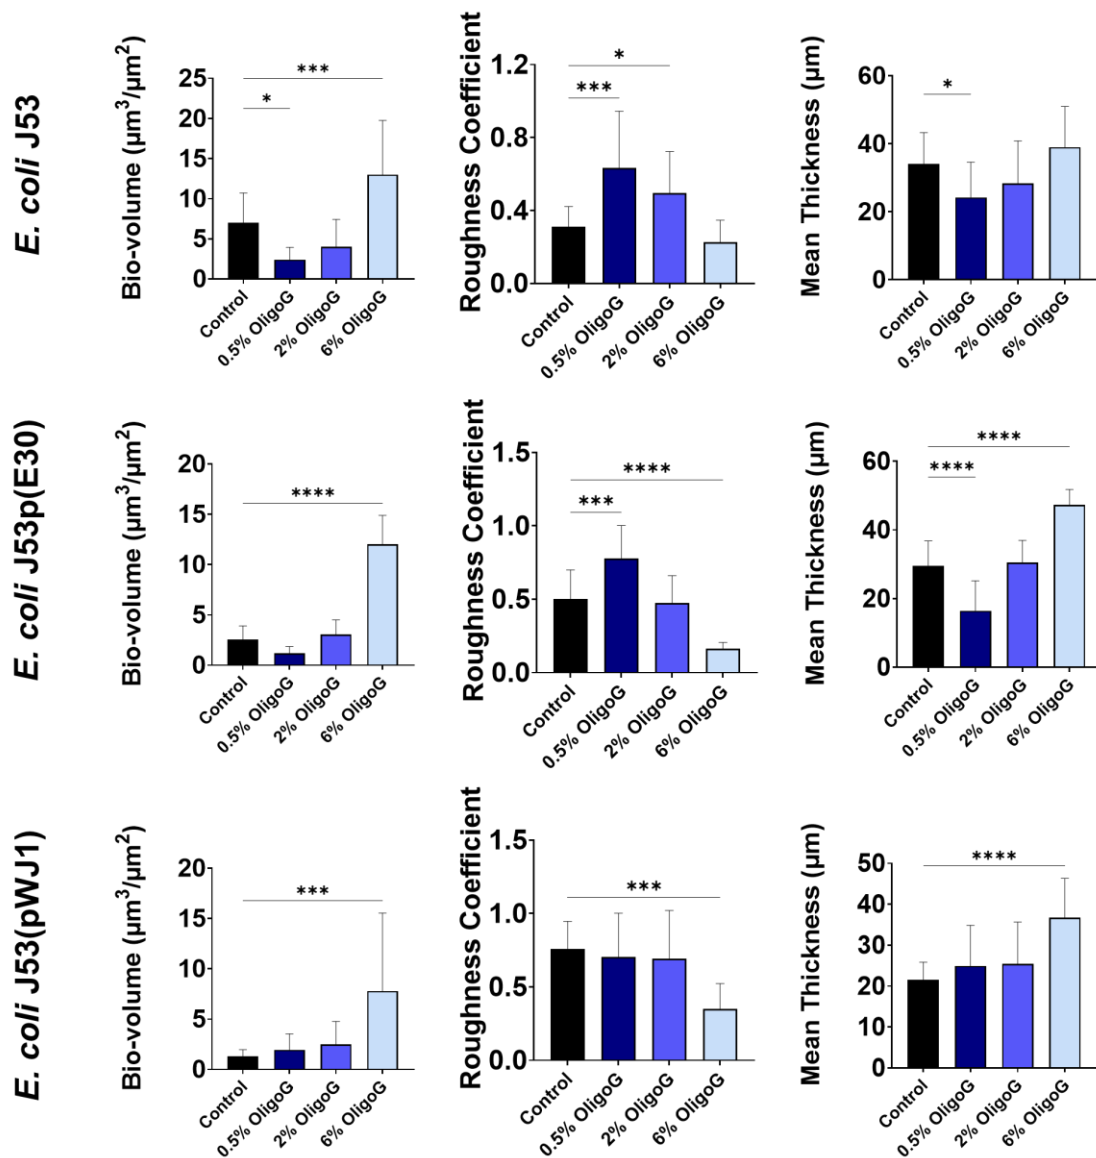 E. coli J53
Bio-volume (µm³/µm²)
25
20
15
10
5
0
***
*
Control
0.5% OligoG
2% OligoG
6% OligoG
Roughness Coefficient
1.2
0.8
0.4
0.0
*
***
Control
0.5% OligoG
2% OligoG
6% OligoG
Mean Thickness (µm)
60
40
20
0
*
Control
0.5% OligoG
2% OligoG
6% OligoG
E. coli J53p(E30)
Bio-volume (µm³/µm²)
20
15
10
5
0
****
Control
0.5% OligoG
2% OligoG
6% OligoG
Roughness Coefficient
1.5
1.0
0.5
0.0
****
***
Control
0.5% OligoG
2% OligoG
6% OligoG
Mean Thickness (µm)
60
40
20
0
****
****
Control
0.5% OligoG
2% OligoG
6% OligoG
E. coli J53(pWJ1)
Bio-volume (µm³/µm²)
20
15
10
5
0
***
Control
0.5% OligoG
2% OligoG
6% OligoG
Roughness Coefficient
1.5
1.0
0.5
0.0
***
Control
0.5% OligoG
2% OligoG
6% OligoG
Mean Thickness (µm)
50
40
30
20
10
0
****
Control
0.5% OligoG
2% OligoG
6% OligoG